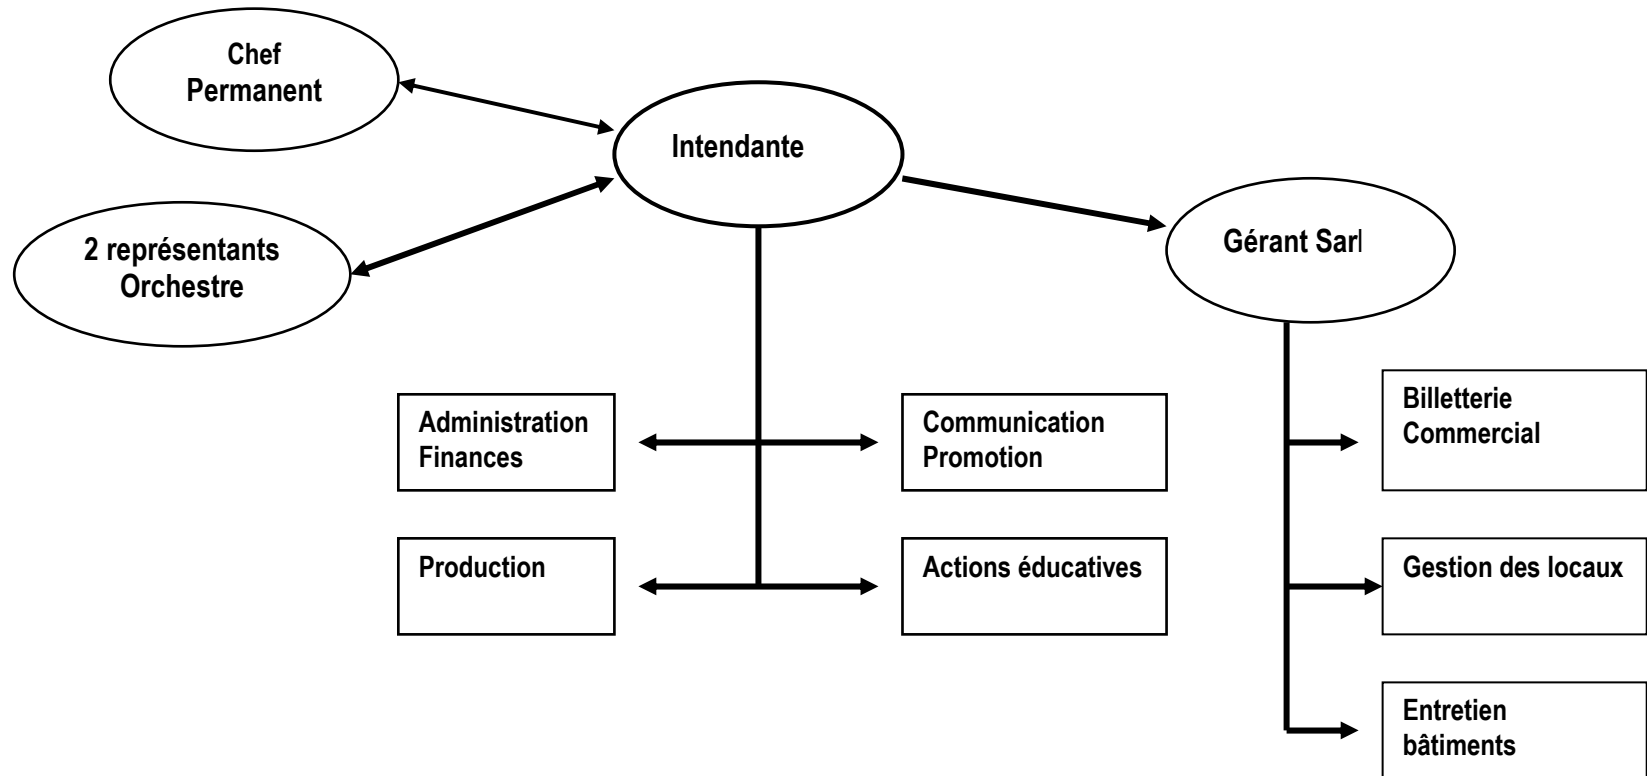 Chef
Permanent
Intendante
2 représentants
Orchestre
Gérant Sarl
Administration
Finances
Communication
Promotion
Billetterie
Commercial
Production
Actions éducatives
Gestion des locaux
Entretien
bâtiments